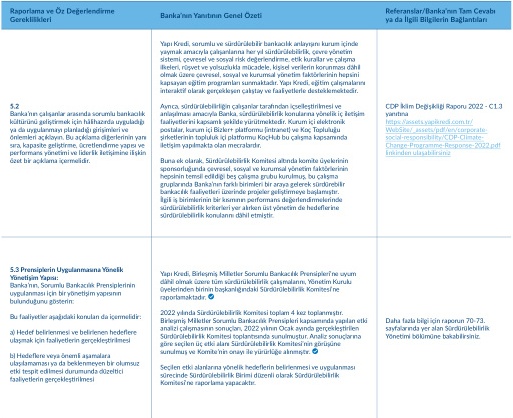 Raporlama ve Öz Değerlendirme
Gereklilikleri
Banka'nın Yanıtının Genel Özeti
Referanslar/Banka'nın Tam Cevabı
ya da İlgili Bilgilerin Bağlantıları
5.2
Banka'nın çalışanlar arasında sorumlu bankacılık
kültürünü geliştirmek için hâlihazırda uyguladığı
ya da uygulanmayı planladığı girişimleri ve
önlemleri açıklayın. Bu açıklama diğerlerinin yanı
sıra, kapasite geliştirme, ücretlendirme yapısı ve
performans yönetimi ve liderlik iletişimine ilişkin
özet bir açıklama içermelidir.
Yapı Kredi, sorumlu ve sürdürülebilir bankacılık anlayışını kurum içinde
yaymak amacıyla çalışanlarına her yıl sürdürülebilirlik, çevre yönetim
sistemi, çevresel ve sosyal risk değerlendirme, etik kurallar ve çalışma
ilkeleri, rüşvet ve yolsuzlukla mücadele, kişisel verilerin korunması dâhil
olmak üzere çevresel, sosyal ve kurumsal yönetim faktörlerinin hepsini
kapsayan eğitim programları sunmaktadır. Yapı Kredi, eğitim çalışmalarını
interaktif olarak gerçekleşen çalıştay ve faaliyetlerle desteklemektedir.
Ayrıca, sürdürülebilirliğin çalışanlar tarafından içselleştirilmesi ve
anlaşılması amacıyla Banka, sürdürülebilirlik konularına yönelik iç iletişim
faaliyetlerini kapsamlı şekilde yürütmektedir. Kurum içi elektronik
postalar, kurum içi Bizz+ platformu (intranet) ve Koç Topluluğu
şirketlerinin topluluk içi platformu KoçHub bu çalışma kapsamında
iletişim yapılmakta olan mecralardır.
Buna ek olarak, Sürdürülebilirlik Komitesi altında komite üyelerinin
sponsorluğunda çevresel, sosyal ve kurumsal yönetim faktörlerinin
hepsinin temsil edildiği beş çalışma grubu kurulmuş, bu çalışma
gruplarında Banka'dan farklı birimleri bir araya gelerek sürdürebilir
bankacılık faaliyetleri üzerinde projeler geliştirmeye başlamıştır.
İlgili iş birimlerinin bir kısmının performans değerlendirmelerinde
sürdürülebilirlik kriterleri yer alırken üst yönetim de hedeflerine
sürdürülebilirlik konularını dâhil etmiştir.
CDP İklim Değişikliği Raporu 2022 - C1.3
yanıtına
https://assets.yapikredi.com.tr/
WebSite/_assets/pdf/en/corporate-
social-responsibility/CDP-Climate-
Change-Programme-Response-2022.pdf
linkinden ulaşabilirsiniz
5.3 Prensiplerin Uygulanmasına Yönelik
Yönetişim Yapısı:
Banka'nın, Sorumlu Bankacılık Prensiplerinin
uygulanması için bir yönetişim yapısının
bulunduğunu gösterin:
Bu faaliyetler aşağıdaki konuları da içermelidir:
a) Hedef belirlenmesi ve belirlenen hedeflere
ulaşmak için faaliyetlerin gerçekleştirilmesi
b) Hedeflere veya önemli aşamalara
ulaşılamaması ya da beklenmeyen bir olumsuz
etki tespit edilmesi durumunda düzeltici
faaliyetlerin gerçekleştirilmesi
Yapı Kredi, Birleşmiş Milletler Sorumlu Bankacılık Prensipleri'ne uyum
dâhil olmak üzere tüm sürdürülebilirlik çalışmalarını, Yönetim Kurulu
üyelerinden birinin başkanlığındaki Sürdürülebilirlik Komitesi'ne
raporlamaktadır.
2022 yılında Sürdürülebilirlik Komitesi toplam 4 kez toplanmıştır.
Birleşmiş Milletler Sorumlu Bankacılık Prensipleri kapsamında yapılan etki
analizi çalışmasının sonuçları, 2022 yılının Ocak ayında gerçekleştirilen
Sürdürülebilirlik Komitesi toplantısında sunulmuştur. Analiz sonuçlarına
göre seçilen üç etki alanı Sürdürülebilirlik Komitesi'nin görüşüne
sunulmuş ve Komite'nin onayı ile yürürlüğe alınmıştır.
Seçilen etki alanlarına yönelik hedeflerin belirlenmesi ve uygulanması
sürecinde Sürdürülebilirlik Birimi düzenli olarak Sürdürülebilirlik
Komitesi'ne raporlama yapacaktır.
Daha fazla bilgi için raporun 70-73.
sayfalarında yer alan Sürdürülebilirlik
Yönetimi bölümüne bakabilirsiniz.